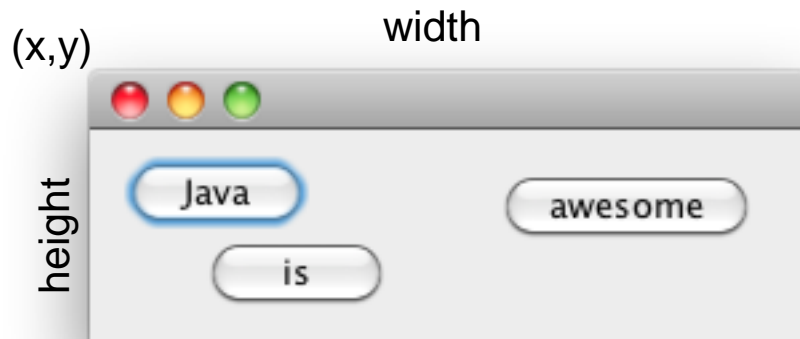 (x,y)
width
height
Java
awesome
is